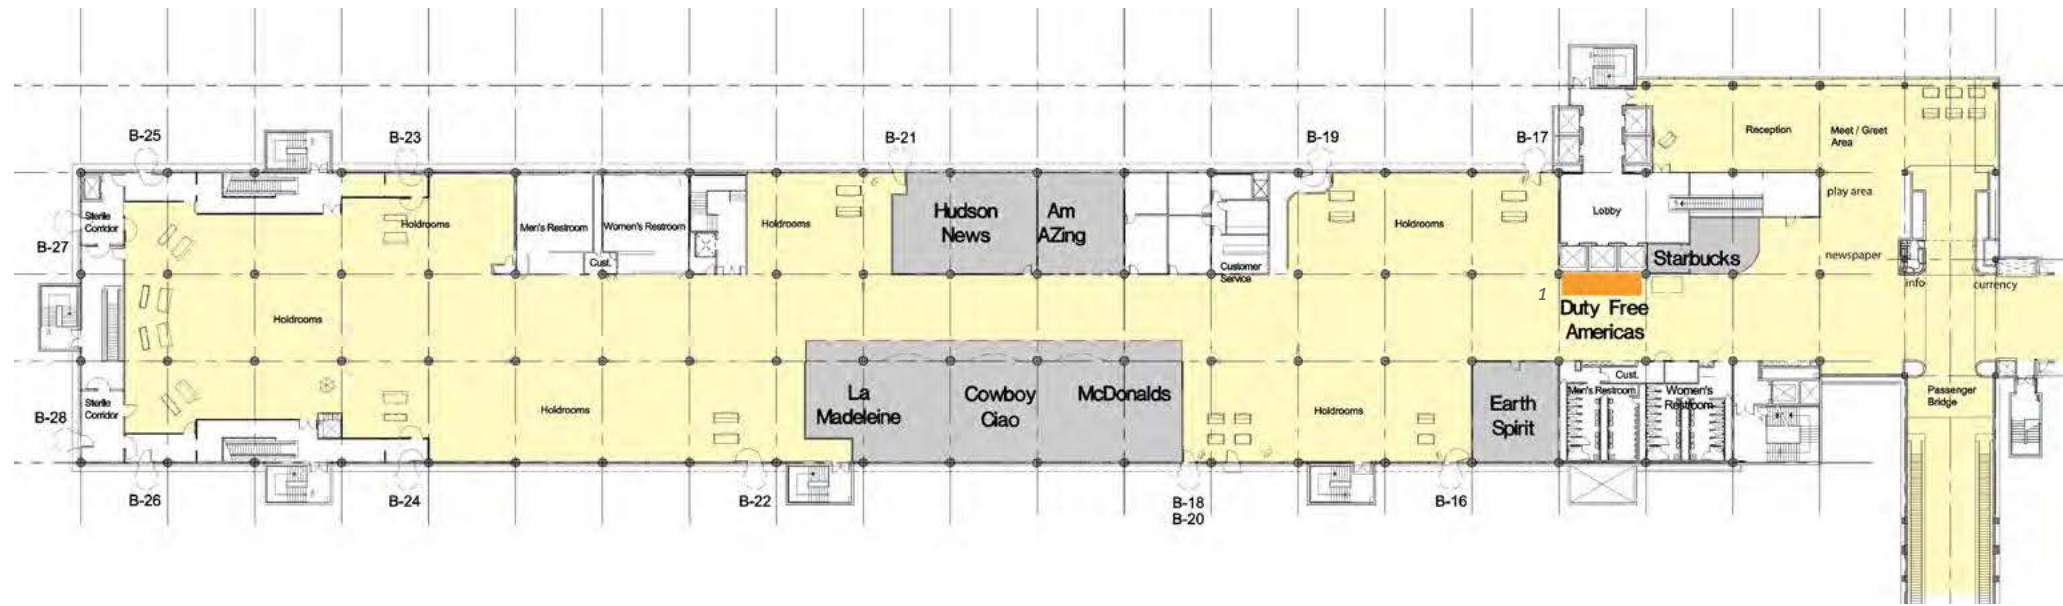 B-25
B-23
B-21
B-19
B-17
Reception
Meet / Greet
Area
Sterile
Corridor
Holdrooms
Men's Restroom
Women's Restroom
Cust.
Holdrooms
Hudson
News
Am
AZing
Customer
Service
Holdrooms
Lobby
play area
Starbucks
newspaper
info
currency
B-27
Holdrooms
1
Duty Free
Americas
Sterile
Corridor
B-28
Holdrooms
La
Madeleine
Cowboy
Ciao
McDonalds
Holdrooms
Earth
Spirit
Cust.
Men's Restroom
Women's
Restroom
Passenger
Bridge
B-26
B-24
B-22
B-18
B-20
B-16